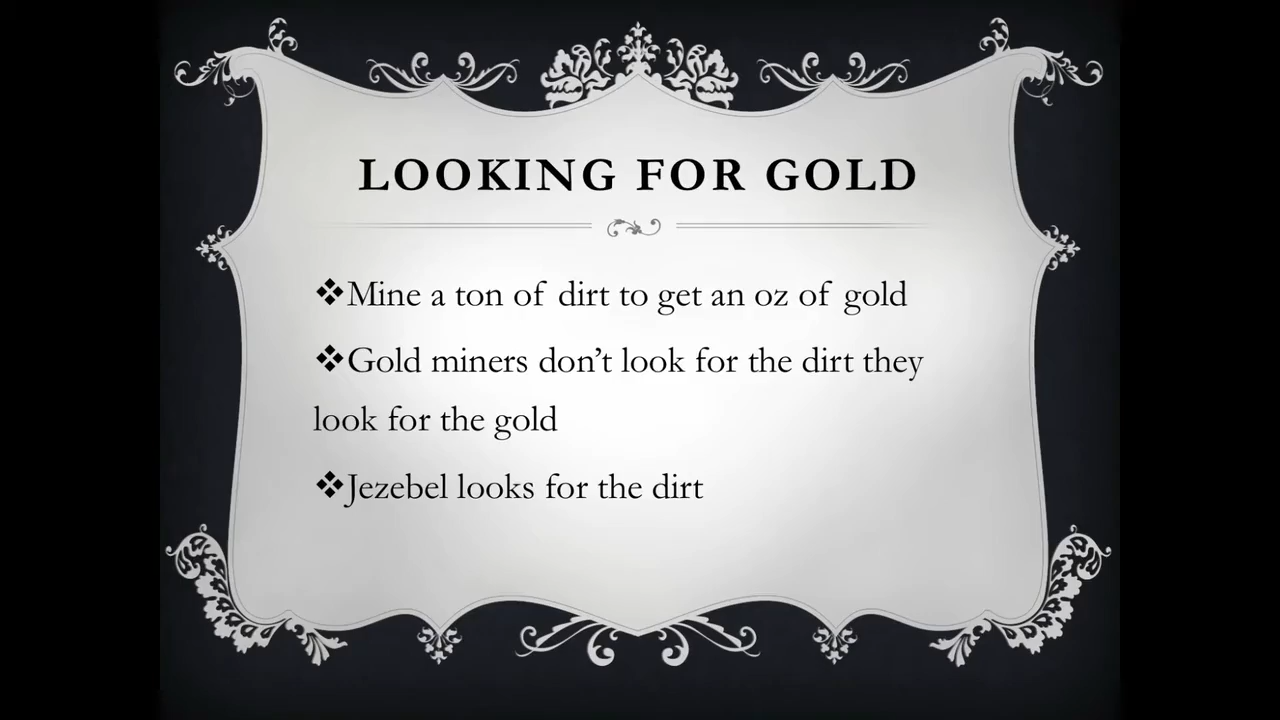 LOOKING FOR GOLD
❖Mine a ton of dirt to get an oz of gold
❖Gold miners don’t look for the dirt they
look for the gold
❖Jezebel looks for the dirt